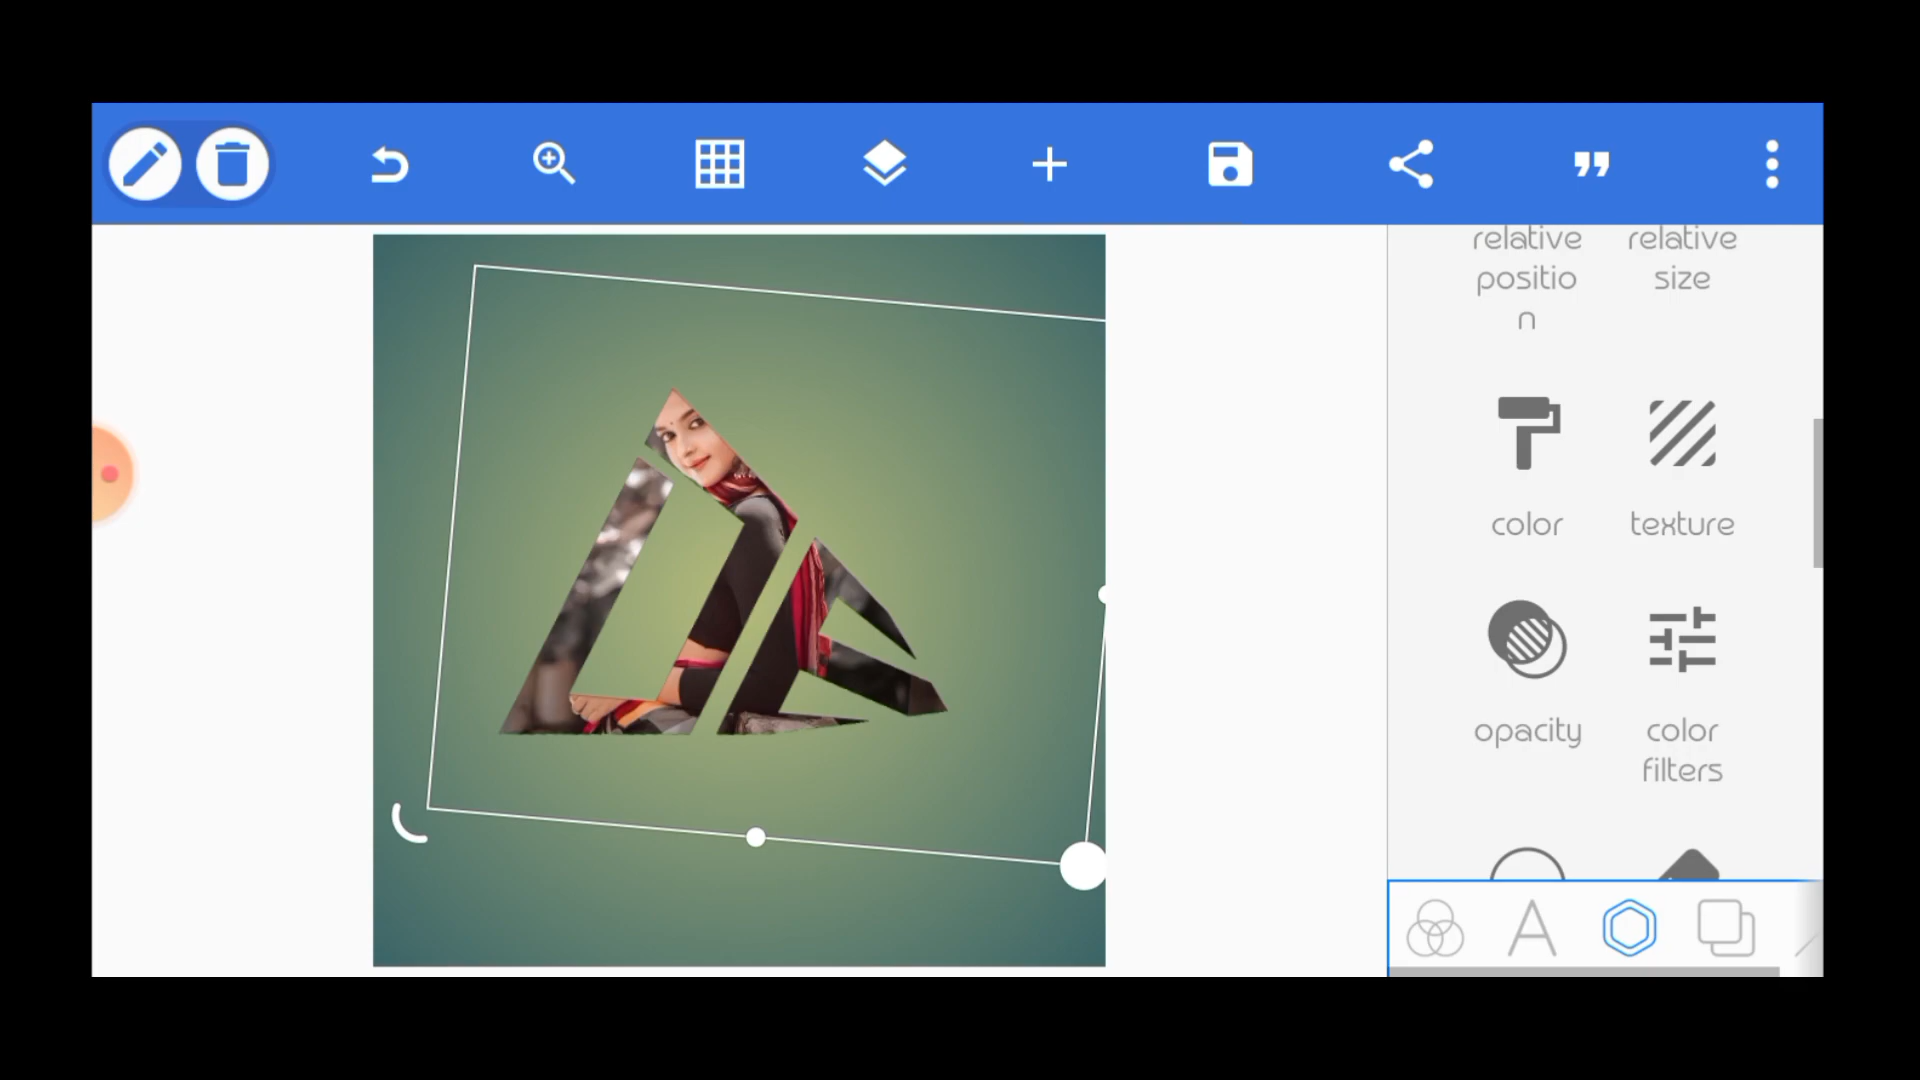 relative
positio
n
relative
size
color
texture
opacity
color
filters